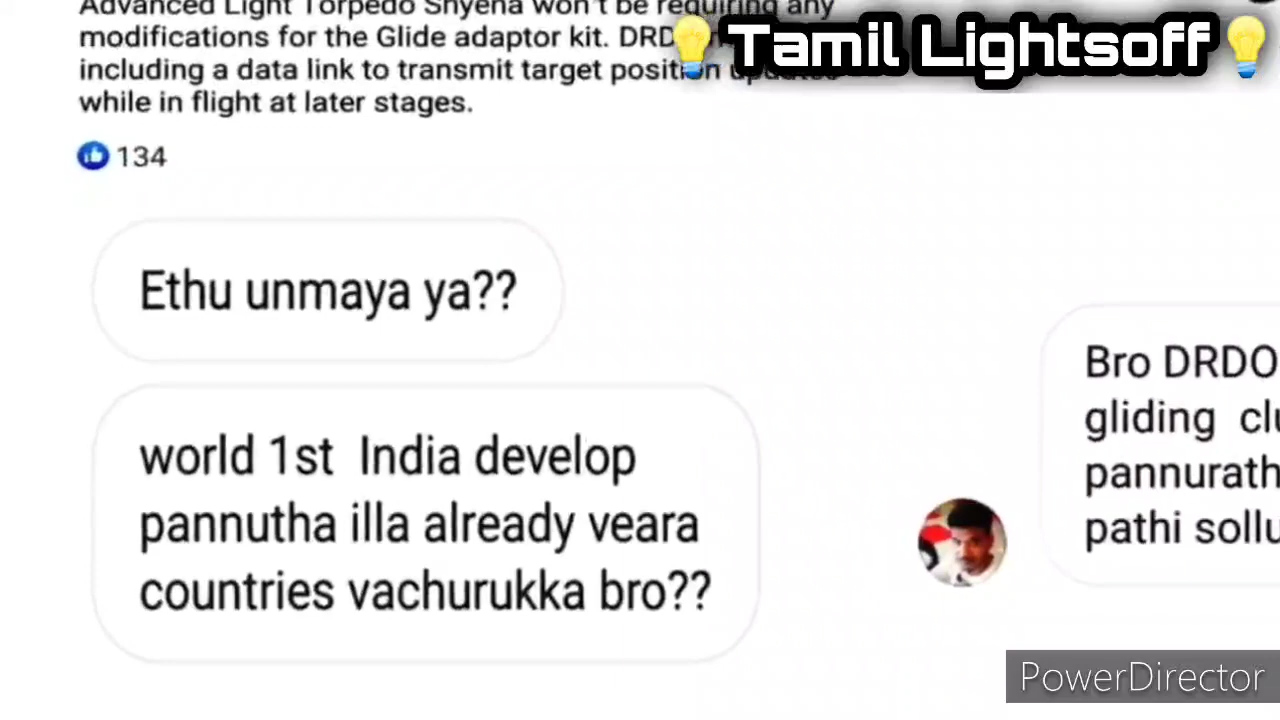 Advanced Light Torpedo Shyena won't be requiring any
modifications for the Glide adaptor kit.
including a data link to transmit target position
while in flight at later stages.
Tamil Lightsoff
134
Ethu unmaya ya??
world 1st India develop
pannutha illa already veara
countries vachurukka bro??
Bro DRDO
gliding
pannurath
pathi sollu
PowerDirector